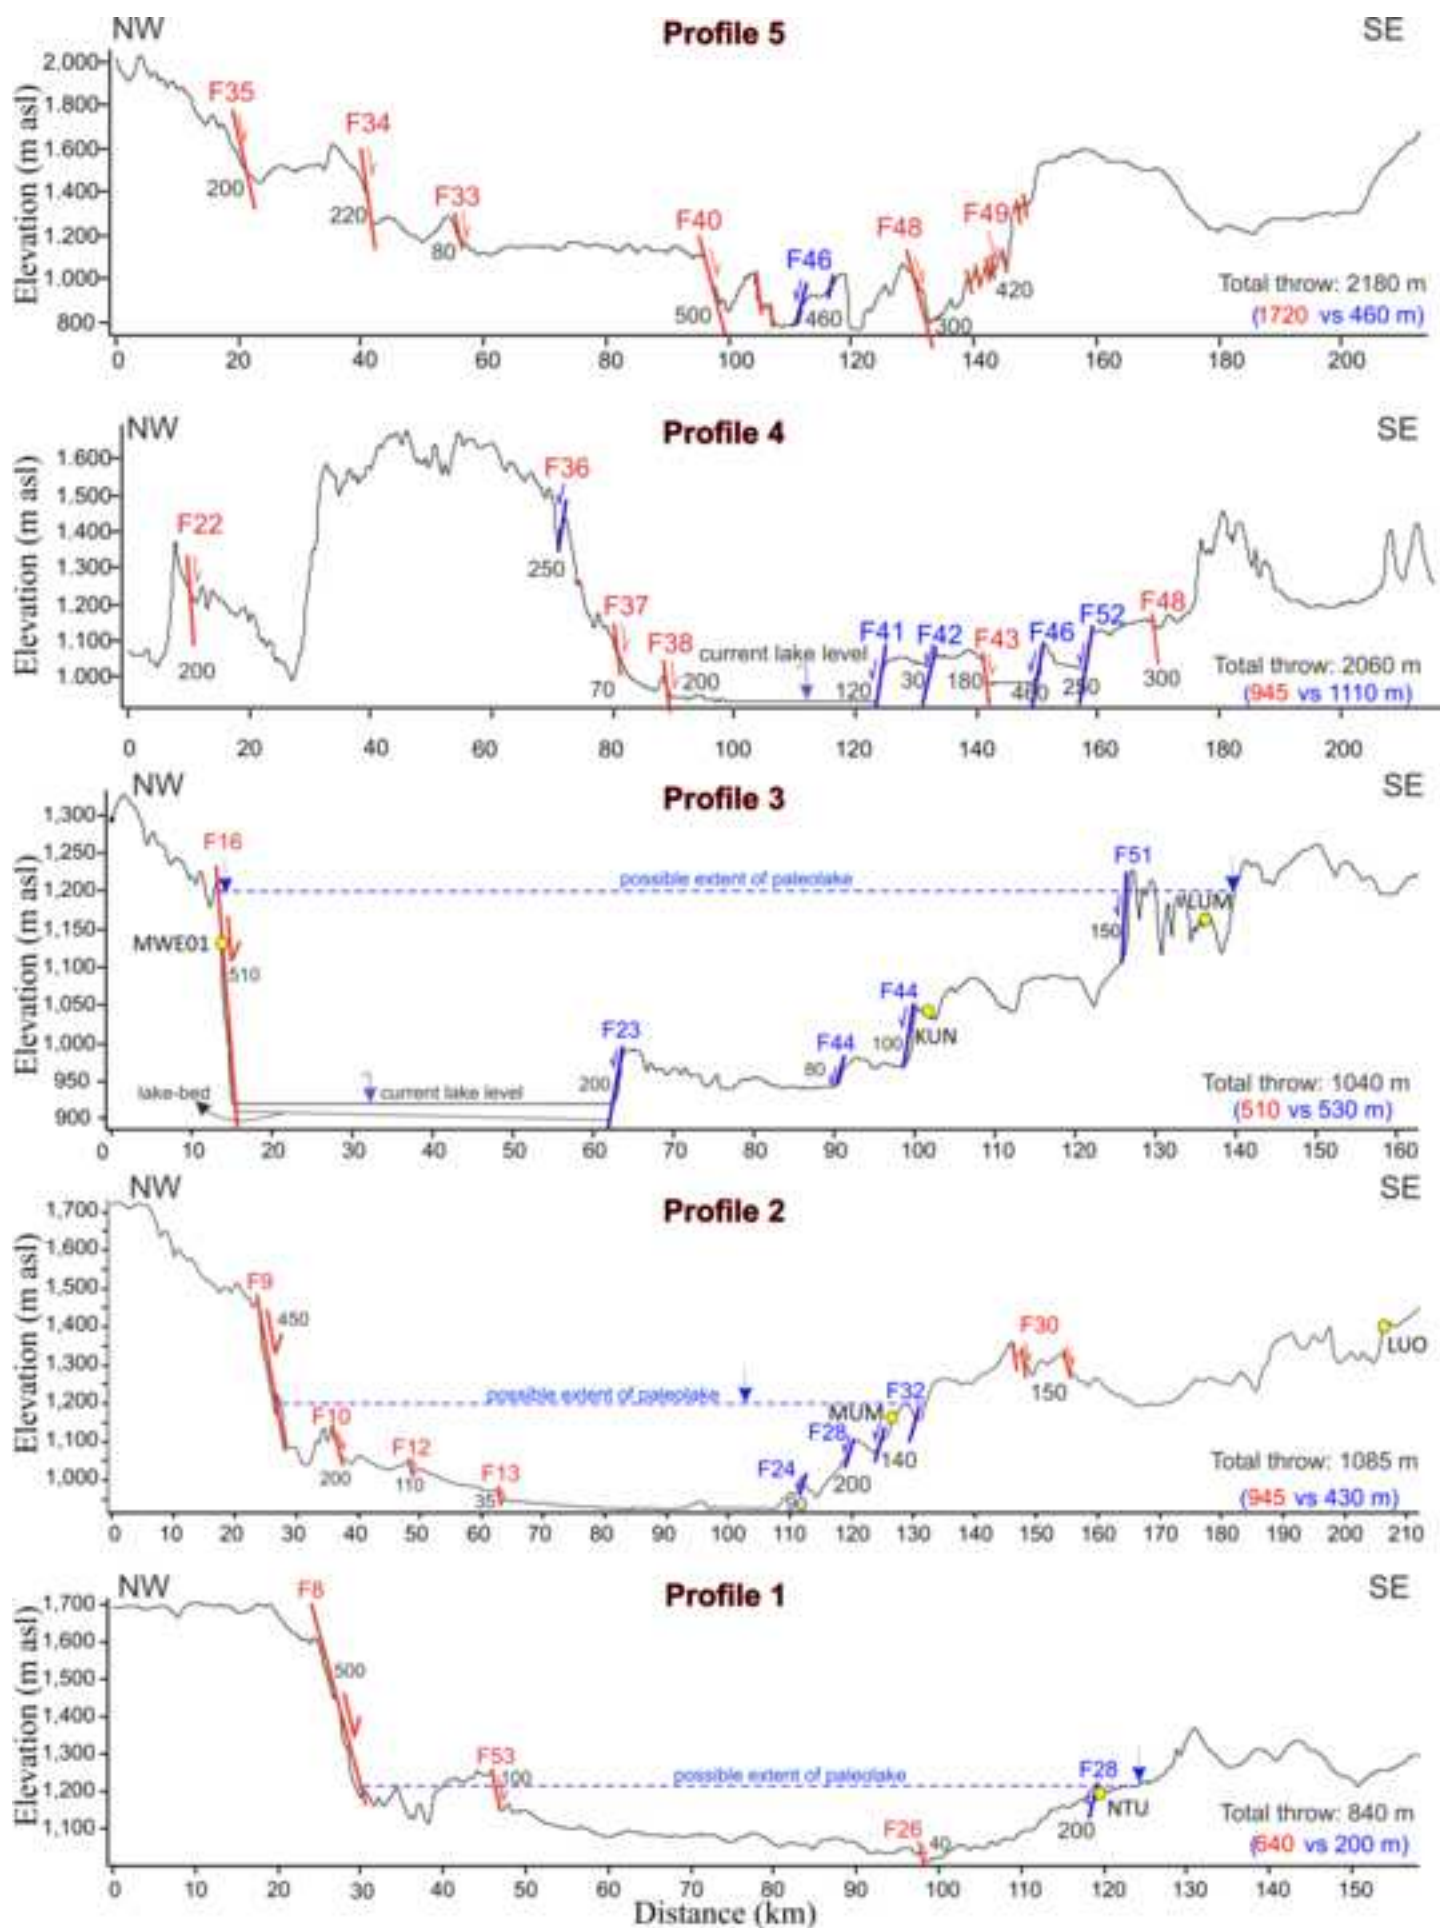 NW Profile 5 SE
Elevation (m asl)
2,000
1.800
1.600
1,400
1.200
1.000
800
F35
F34
F33
F40
F46
F48
F49
200
220
80
500
460
300
420
Total throw: 2180 m
(1720 vs 460 m)
0 20 40 60 80 100 120 140 160 180 200
NW Profile 4 SE
Elevation (m asl)
1.600
1,500
1.400
1.300
1.200
1,100
1.000
F22
F36
F37
F38
F41
F42
F43
F46
F52
F48
current lake level
200
250
70
200
120
30
180
250
300
Total throw: 2060 m
(945 vs 1110 m)
0 20 40 60 80 100 120 140 160 180 200
NW Profile 3 SE
Elevation (m asl)
1,300
1,250
1,200
1,150
1,100
1,050
1,000
950
900
F16
F51
possible extent of paleolake
LUM
MWE01
510
150
F44
KUN
100
F23
F44
200
80
lake-bed
current lake level
Total throw: 1040 m
(510 vs 530 m)
0 10 20 30 40 50 60 70 80 90 100 110 120 130 140 150 160
NW Profile 2 SE
Elevation (m asl)
1,700
1,600
1,500
1,400
1,300
1,200
1,100
1,000
F9
450
F30
LUO
150
possible extent of paleolake
F32
MUM
F10
F28
F12
140
F13
F24
200
110
200
35
Total throw: 1085 m
(945 vs 430 m)
0 10 20 30 40 50 60 70 80 90 100 110 120 130 140 150 160 170 180 190 200 210
NW Profile 1 SE
Elevation (m asl)
1,700
1,600
1,500
1,400
1,300
1,200
1,100
F8
500
F53
100
possible extent of paleolake
F28
NTU
F26
40
200
Total throw: 840 m
(640 vs 200 m)
0 10 20 30 40 50 60 70 80 90 100 110 120 130 140 150
Distance (km)